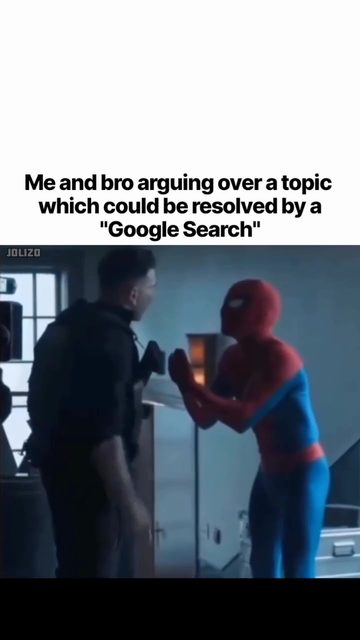 Me and bro arguing over a topic
which could be resolved by a
"Google Search"
JOLIZO